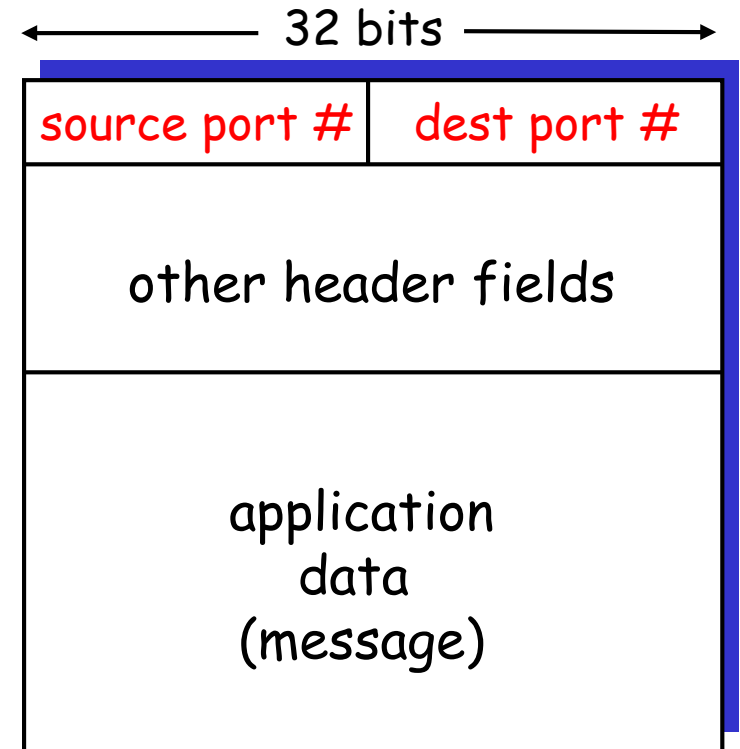 32 bits
source port #
dest port #
other header fields
application
data
(message)